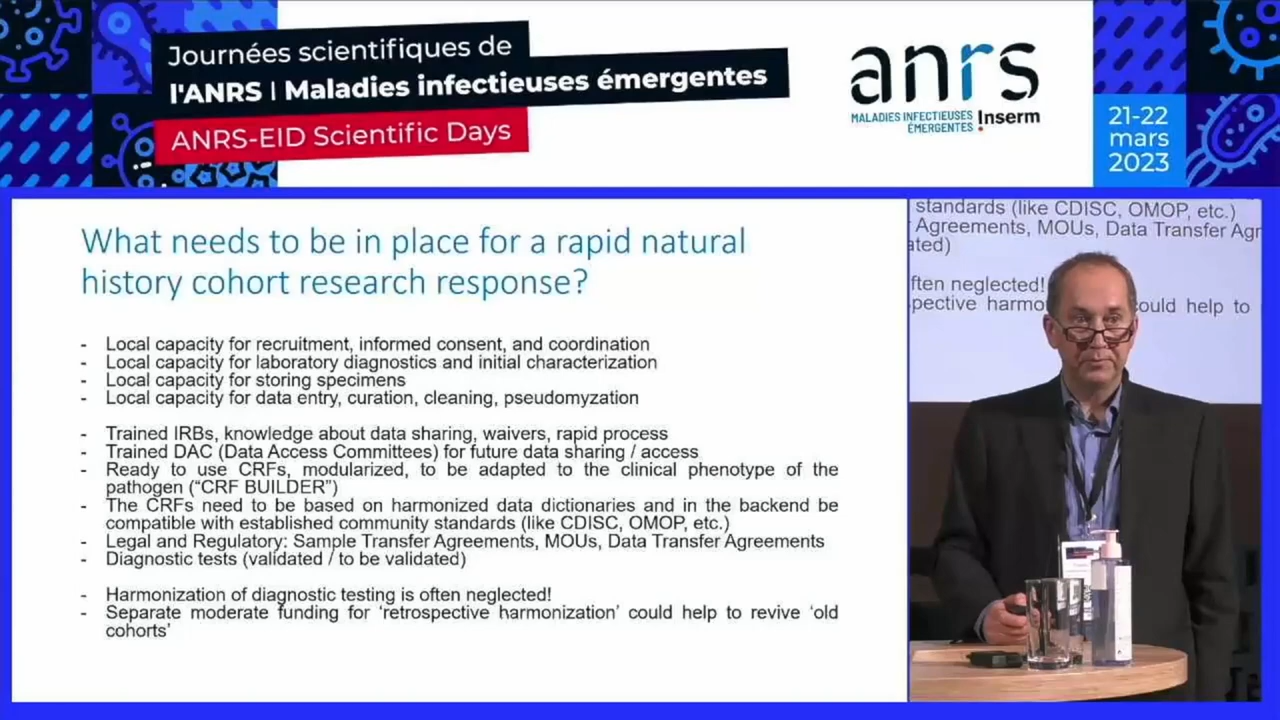 Journées scientifiques de
l'ANRS | Maladies infectieuses émergentes
ANRS-EID Scientific Days
anrs
MALADIES INFECTIEUSES
ÉMERGENTES
Inserm
21-22
mars
2023
What needs to be in place for a rapid natural
history cohort research response?
- Local capacity for recruitment, informed consent, and coordination
- Local capacity for laboratory diagnostics and initial characterization
- Local capacity for storing specimens
- Local capacity for data entry, curation, cleaning, pseudomyzation
- Trained IRBs, knowledge about data sharing, waivers, rapid process
- Trained DAC (Data Access Committees) for future data sharing / access
- Ready to use CRFs, modularized, to be adapted to the clinical phenotype of the
pathogen (“CRF BUILDER”)
- The CRFs need to be based on harmonized data dictionaries and in the backend be
compatible with established community standards (like CDISC, OMOP, etc.)
- Legal and Regulatory: Sample Transfer Agreements, MOUs, Data Transfer Agreements
- Diagnostic tests (validated / to be validated)
- Harmonization of diagnostic testing is often neglected!
- Separate moderate funding for ‘retrospective harmonization’ could help to revive ‘old
cohorts’
standards (like CDISC, OMOP, etc.)
Agreements, MOUs, Data Transfer Agr
ated)
ften neglected!
pective harmo could help to